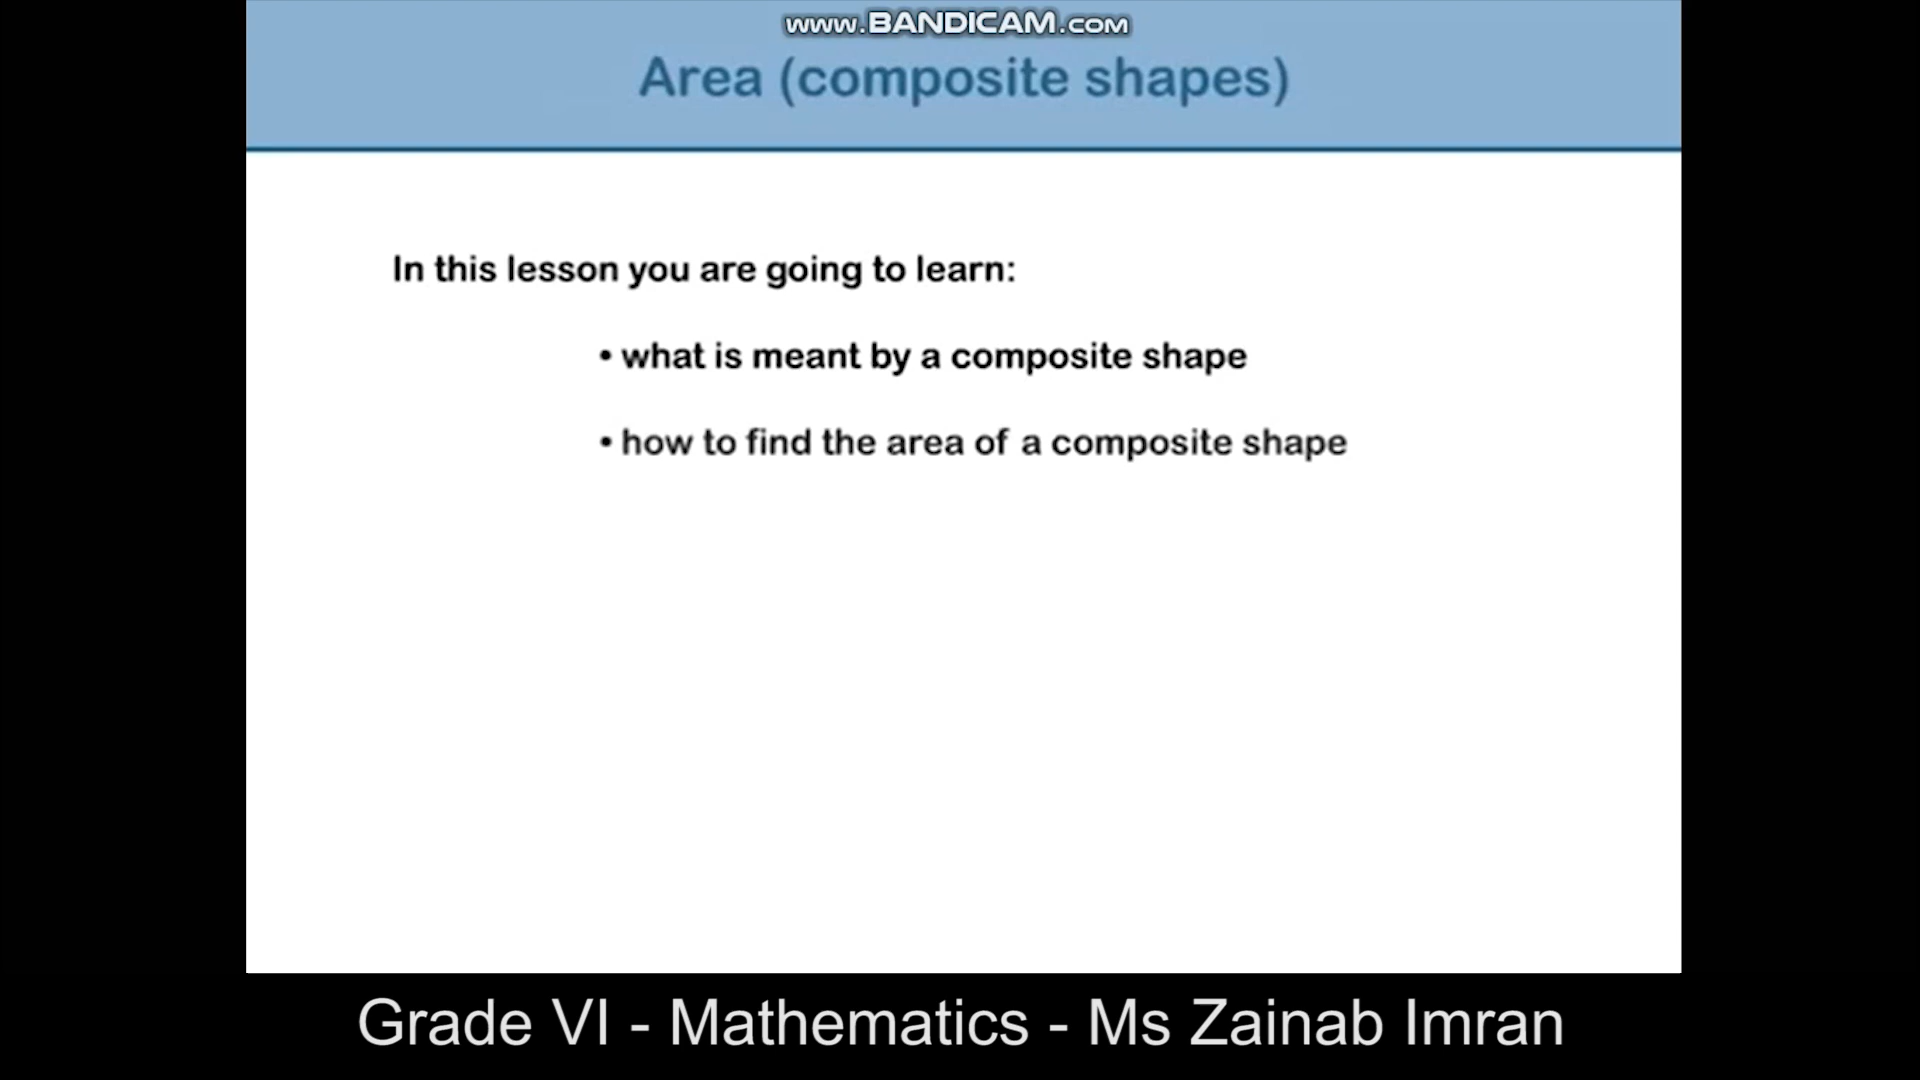 www.BANDICAM.com
Area (composite shapes)
In this lesson you are going to learn:
• what is meant by a composite shape
• how to find the area of a composite shape
Grade VI - Mathematics - Ms Zainab Imran